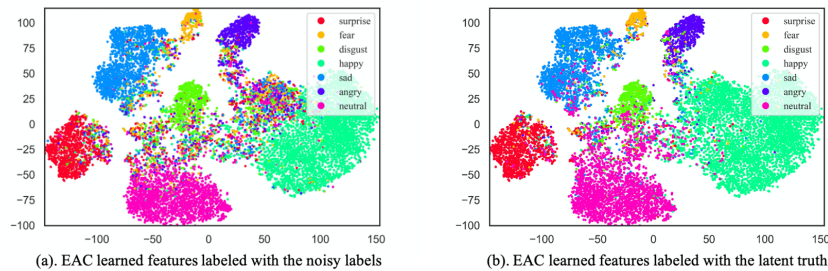 100
75
50
25
0
−25
−50
−75
−100
−100
−50
0
50
100
150
surprise
fear
disgust
happy
sad
angry
neutral
(a). EAC learned features labeled with the noisy labels
100
75
50
25
0
−25
−50
−75
−100
−100
−50
0
50
100
150
surprise
fear
disgust
happy
sad
angry
neutral
(b). EAC learned features labeled with the latent truth